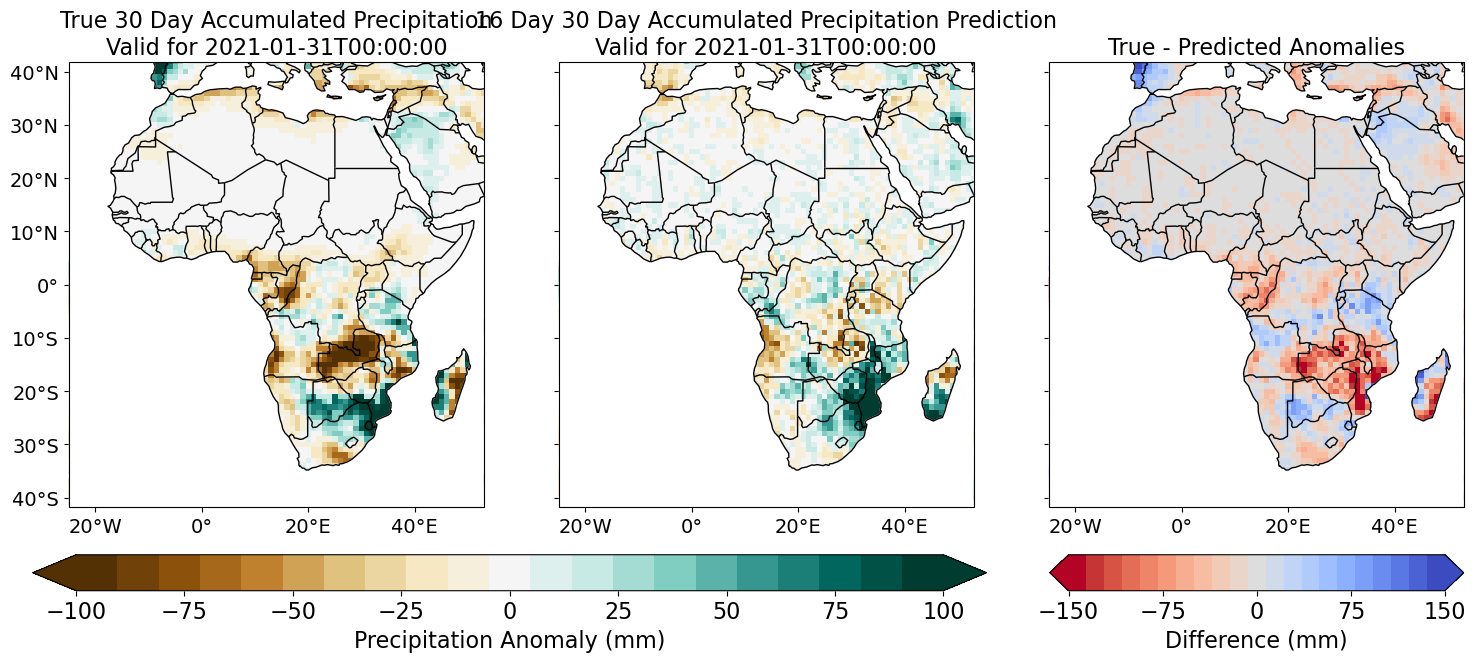 True 30 Day Accumulated Precipitation
Valid for 2021-01-31T00:00:00
16 Day 30 Day Accumulated Precipitation Prediction
Valid for 2021-01-31T00:00:00
True - Predicted Anomalies
40°N
30°N
20°N
10°N
0°
10°S
20°S
30°S
40°S
20°W 0° 20°E 40°E
20°W 0° 20°E 40°E
20°W 0° 20°E 40°E
−100 −75 −50 −25 0 25 50 75 100
Precipitation Anomaly (mm)
−150 −75 0 75 150
Difference (mm)